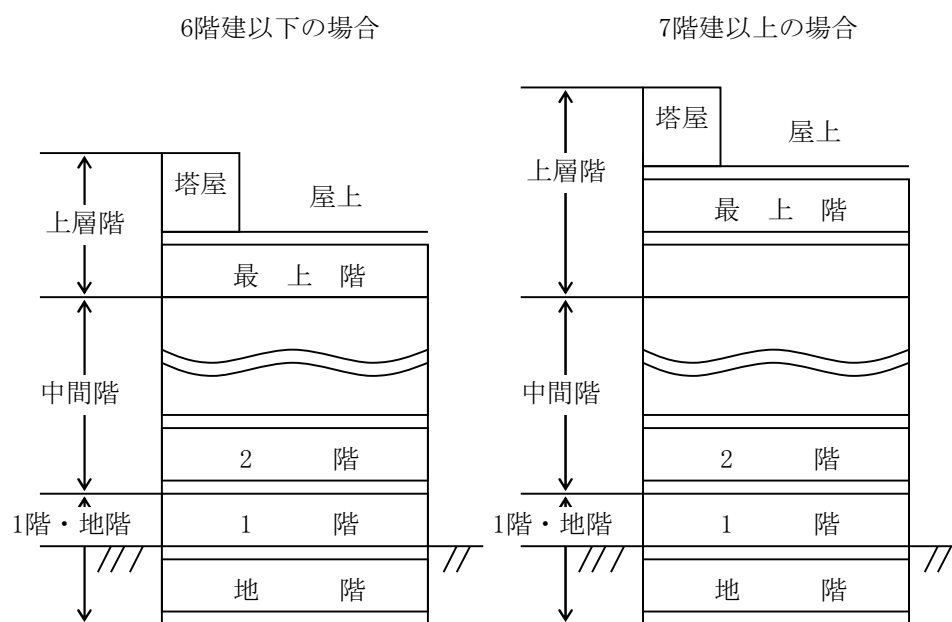 6階建以下の場合
塔屋
屋上
上層階
最 上 階
中間階
2 階
1階・地階
1 階
地 階
7階建以上の場合
塔屋
屋上
上層階
最 上 階
中間階
2 階
1階・地階
1 階
地 階